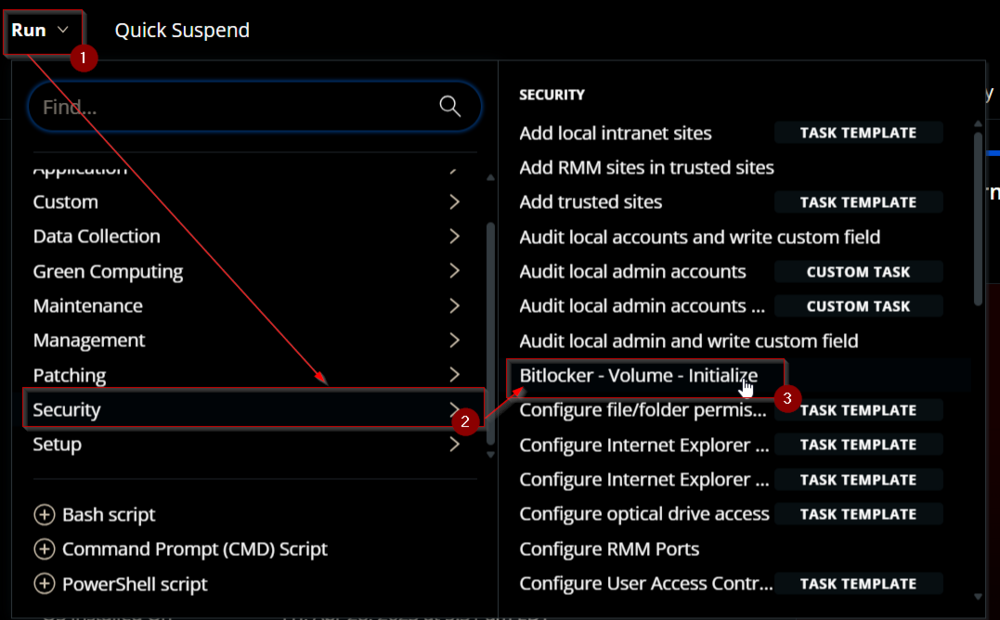 Run
Quick Suspend
1
Find...
Application
Custom
Data Collection
Green Computing
Maintenance
Management
Patching
Security
2
Setup
Bash script
Command Prompt (CMD) Script
PowerShell script
SECURITY
Add local intranet sites TASK TEMPLATE
Add RMM sites in trusted sites
Add trusted sites TASK TEMPLATE
Audit local accounts and write custom field
Audit local admin accounts CUSTOM TASK
Audit local admin accounts ... CUSTOM TASK
Audit local admin and write custom field
Bitlocker - Volume - Initialize
3
Configure file/folder permis... TASK TEMPLATE
Configure Internet Explorer ... TASK TEMPLATE
Configure Internet Explorer ... TASK TEMPLATE
Configure optical drive access TASK TEMPLATE
Configure RMM Ports
Configure User Access Contr... TASK TEMPLATE